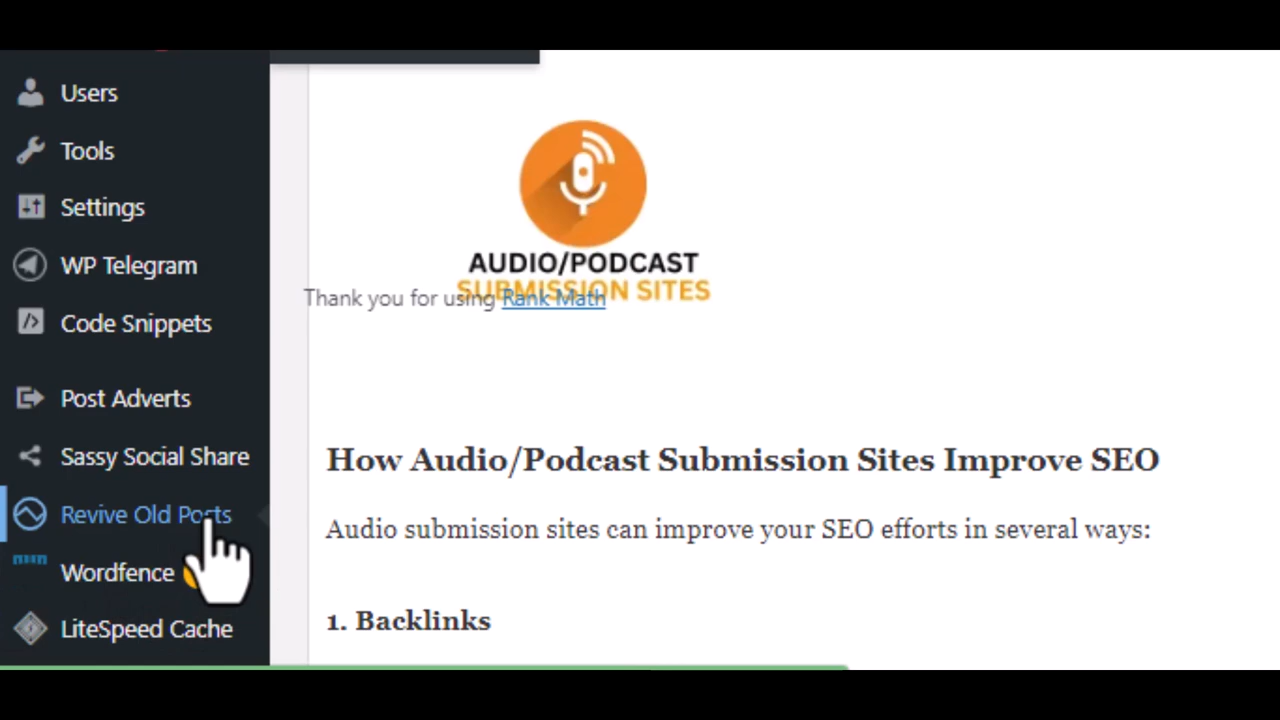 Users
Tools
Settings
WP Telegram
Code Snippets
Post Adverts
Sassy Social Share
Revive Old Posts
Wordfence
LiteSpeed Cache
AUDIO/PODCAST
SUBMISSION SITES
Thank you for using Rank Math
How Audio/Podcast Submission Sites Improve SEO
Audio submission sites can improve your SEO efforts in several ways:
1. Backlinks